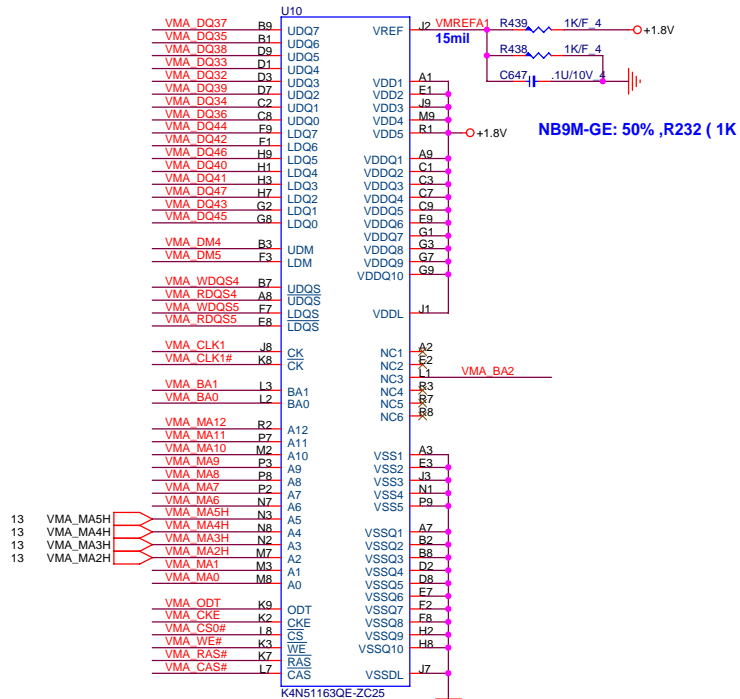 U10
VMA_DQ37 B9 UDQ7 VREF J2 VMREFA1 R439 1K/F_4 +1.8V
VMA_DQ35 B1 UDQ6 15mil
VMA_DQ38 D9 UDQ5 R438 1K/F_4
VMA_DQ33 D1 UDQ4
VMA_DQ32 D3 UDQ3 VDD1 A1 C647 .1U/10V_4
VMA_DQ39 D7 UDQ2 VDD2 E1
VMA_DQ34 C2 UDQ1 VDD3 J9
VMA_DQ36 C8 UDQ0 VDD4 M9
VMA_DQ44 F9 LDQ7 VDD5 R1 +1.8V
NB9M-GE: 50% ,R232 ( 1K
VMA_DQ42 F1 LDQ6
VMA_DQ46 H9 LDQ5 VDDQ1 A9
VMA_DQ40 H1 LDQ4 VDDQ2 C1
VMA_DQ41 H3 LDQ3 VDDQ3 C3
VMA_DQ47 H7 LDQ2 VDDQ4 C7
VMA_DQ43 G2 LDQ1 VDDQ5 C9
VMA_DQ45 G8 LDQ0 VDDQ6 E9
VDDQ7 G1
VMA_DM4 B3 UDM VDDQ8 G3
VMA_DM5 F3 LDM VDDQ9 G7
VDDQ10 G9
VMA_WDQS4 B7 UDQS
VMA_RDQS4 A8 UDQS
VMA_WDQS5 F7 LDQS VDDL J1
VMA_RDQS5 E8 LDQS
VMA_CLK1 J8 CK NC1 A2
VMA_CLK1# K8 CK NC2 E2
NC3 L1 VMA_BA2
VMA_BA1 L3 BA1 NC4 R3
VMA_BA0 L2 BA0 NC5 R7
NC6 R8
VMA_MA12 R2 A12
VMA_MA11 P7 A11
VMA_MA10 M2 A10 VSS1 A3
VMA_MA9 P3 A9 VSS2 E3
VMA_MA8 P8 A8 VSS3 J3
VMA_MA7 P2 A7 VSS4 N1
VMA_MA6 N7 A6 VSS5 P9
13 VMA_MA5H VMA_MA5H N3 A5
13 VMA_MA4H VMA_MA4H N8 A4 VSSQ1 A7
13 VMA_MA3H VMA_MA3H N2 A3 VSSQ2 B2
13 VMA_MA2H VMA_MA2H M7 A2 VSSQ3 B8
VMA_MA1 M3 A1 VSSQ4 D2
VMA_MA0 M8 A0 VSSQ5 D8
VSSQ6 E7
VMA_ODT K9 ODT VSSQ7 F2
VMA_CKE K2 CKE VSSQ8 F8
VMA_CS0# L8 CS VSSQ9 H2
VMA_WE# K3 WE VSSQ10 H8
VMA_RAS# K7 RAS
VMA_CAS# L7 CAS VSSDL J7
K4N51163QE-ZC25